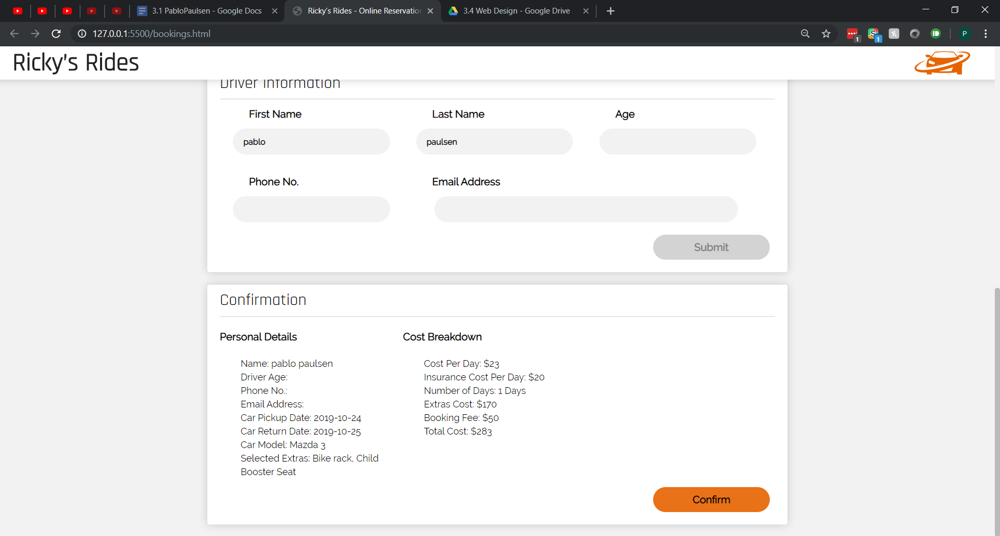 3.1 PabloPaulsen - Google Docs
Ricky's Rides - Online Reservation
3.4 Web Design - Google Drive
127.0.0.1:5500/bookings.html
1
1
P
Ricky's Rides
Driver Information
First Name Last Name Age
pablo paulsen
Phone No. Email Address
Submit
Confirmation
Personal Details
Name: pablo paulsen
Driver Age:
Phone No.:
Email Address:
Car Pickup Date: 2019-10-24
Car Return Date: 2019-10-25
Car Model: Mazda 3
Selected Extras: Bike rack, Child
Booster Seat
Cost Breakdown
Cost Per Day: $23
Insurance Cost Per Day: $20
Number of Days: 1 Days
Extras Cost: $170
Booking Fee: $50
Total Cost: $283
Confirm